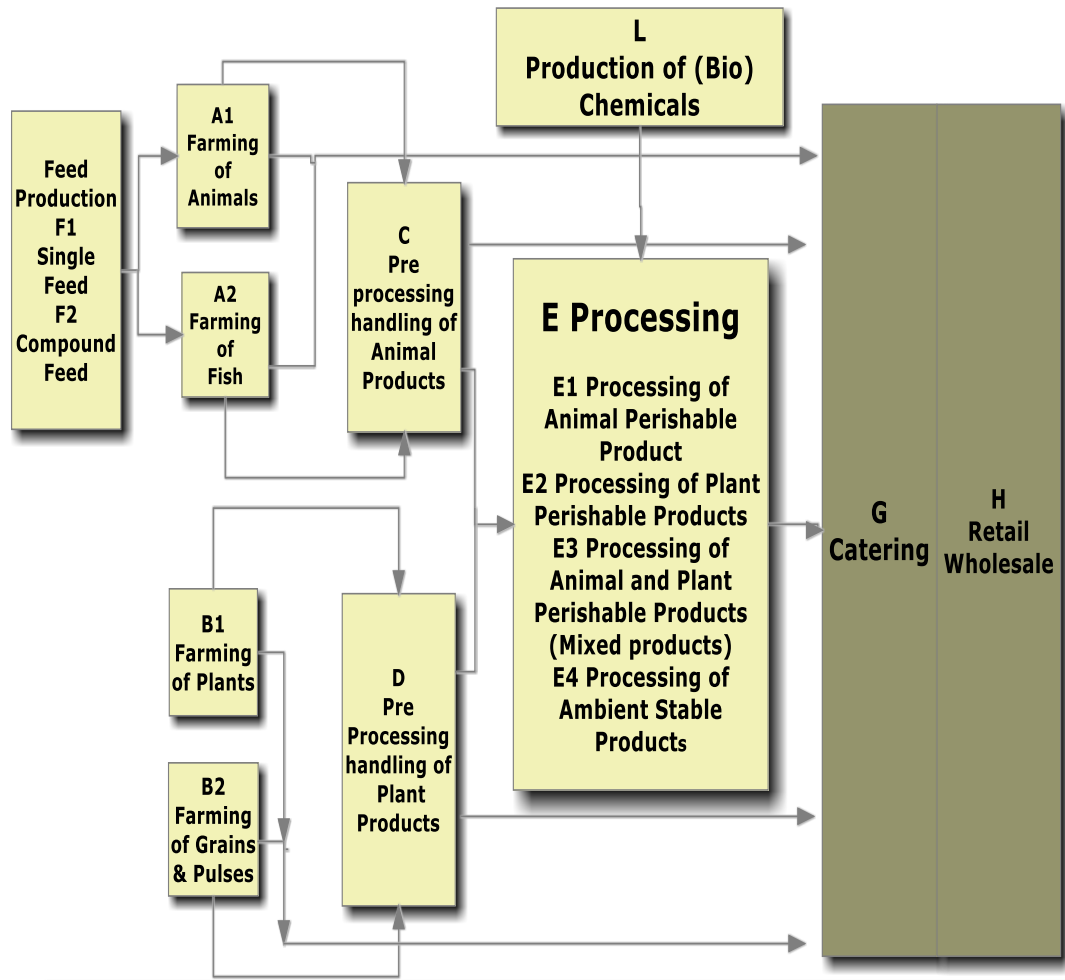 L
Production of (Bio)
Chemicals
A1
Farming
of
Animals
Feed
Production
F1
Single
Feed
F2
Compound
Feed
C
Pre
processing
handling of
Animal
Products
A2
Farming
of
Fish
E Processing
E1 Processing of
Animal Perishable
Product
E2 Processing of Plant
Perishable Products
E3 Processing of
Animal and Plant
Perishable Products
(Mixed products)
E4 Processing of
Ambient Stable
Products
G
Catering
H
Retail
Wholesale
B1
Farming
of Plants
D
Pre
Processing
handling of
Plant
Products
B2
Farming
of Grains
& Pulses